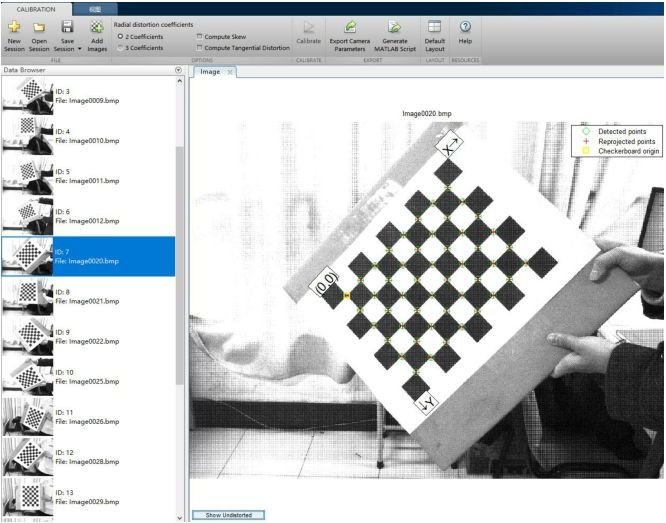 CALIBRATION
New Session
Open Session
Save Session
Add Images
Radial distortion coefficients
2 Coefficients
3 Coefficients
Compute Skew
Compute Tangential Distortion
Calibrate
Export Camera Parameters
Generate MATLAB Script
Default Layout
Help
FILE
OPTIONS
CALIBRATE
EXPORT
LAYOUT
RESOURCES
Data Browser
ID: 3
File: Image0009.bmp
ID: 4
File: Image0010.bmp
ID: 5
File: Image0011.bmp
ID: 6
File: Image0012.bmp
ID: 7
File: Image0020.bmp
ID: 8
File: Image0021.bmp
ID: 9
File: Image0022.bmp
ID: 10
File: Image0025.bmp
ID: 11
File: Image0026.bmp
ID: 12
File: Image0028.bmp
ID: 13
File: Image0029.bmp
Image
Image0020.bmp
Detected points
Reprojected points
Checkerboard origin
X→
(0,0)
↓Y
Show Undistorted